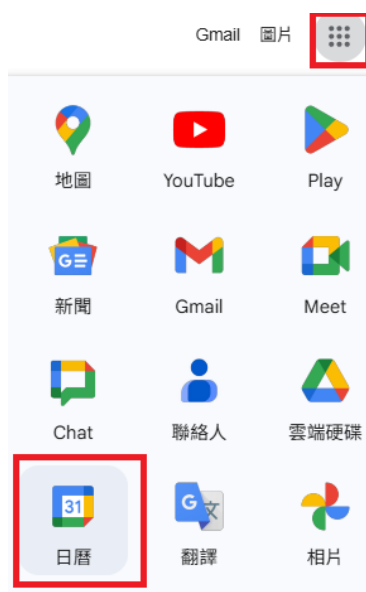 Gmail 圖片
地圖 YouTube Play
G
新聞 Gmail Meet
Chat 聯絡人 雲端硬碟
31 G 文
日曆 翻譯 相片